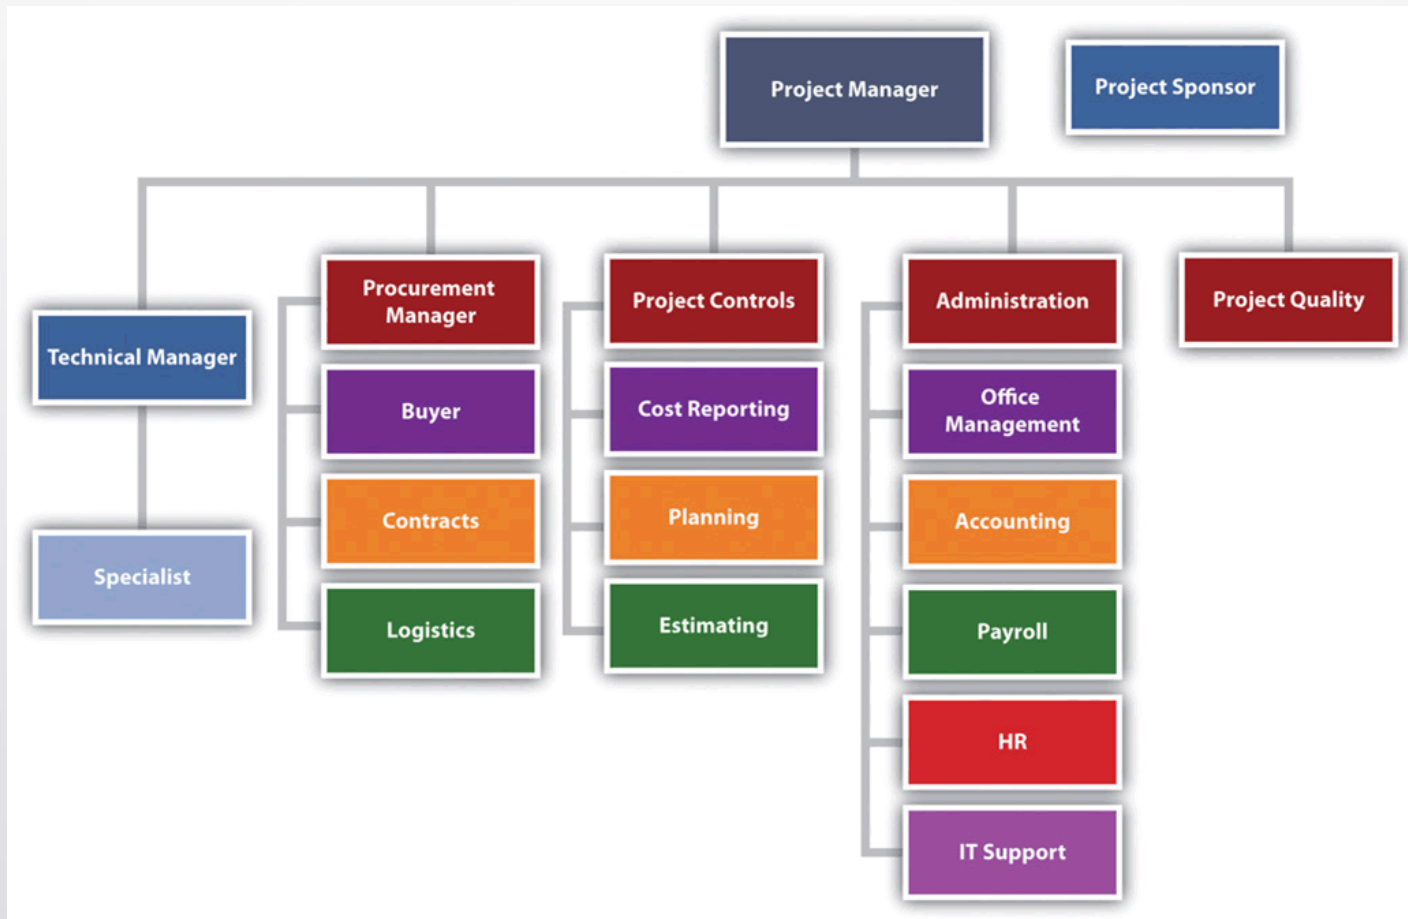 Project Manager
Project Sponsor
Technical Manager
Specialist
Procurement
Manager
Buyer
Contracts
Logistics
Project Controls
Cost Reporting
Planning
Estimating
Administration
Office
Management
Accounting
Payroll
HR
IT Support
Project Quality